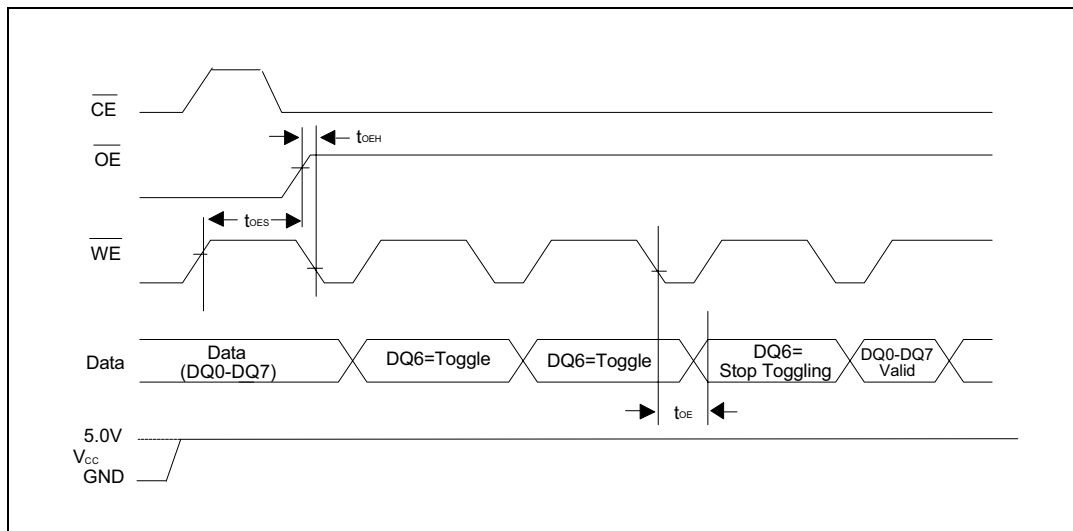 CE
tOEH
OE
tOES
WE
Data
Data
(DQ0-DQ7)
DQ6=Toggle
DQ6=Toggle
DQ6=
Stop Toggling
DQ0-DQ7
Valid
tOE
5.0V
VCC
GND